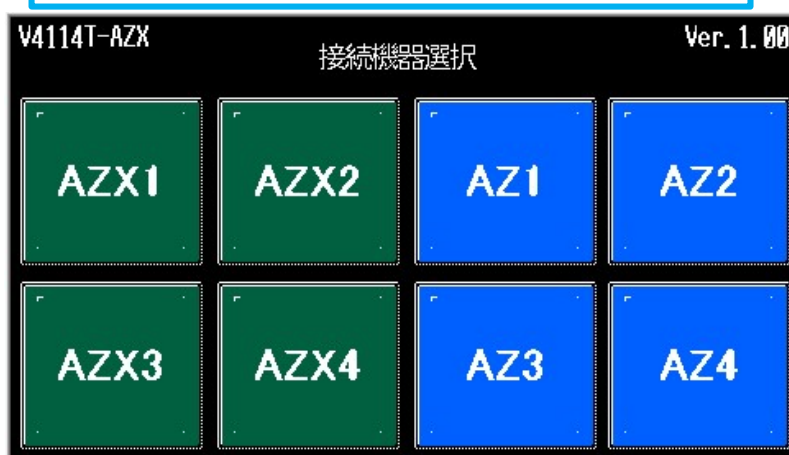 V4114T-AZX
接続機器選択
Ver. 1.00
AZX1 AZX2 AZ1 AZ2
AZX3 AZX4 AZ3 AZ4